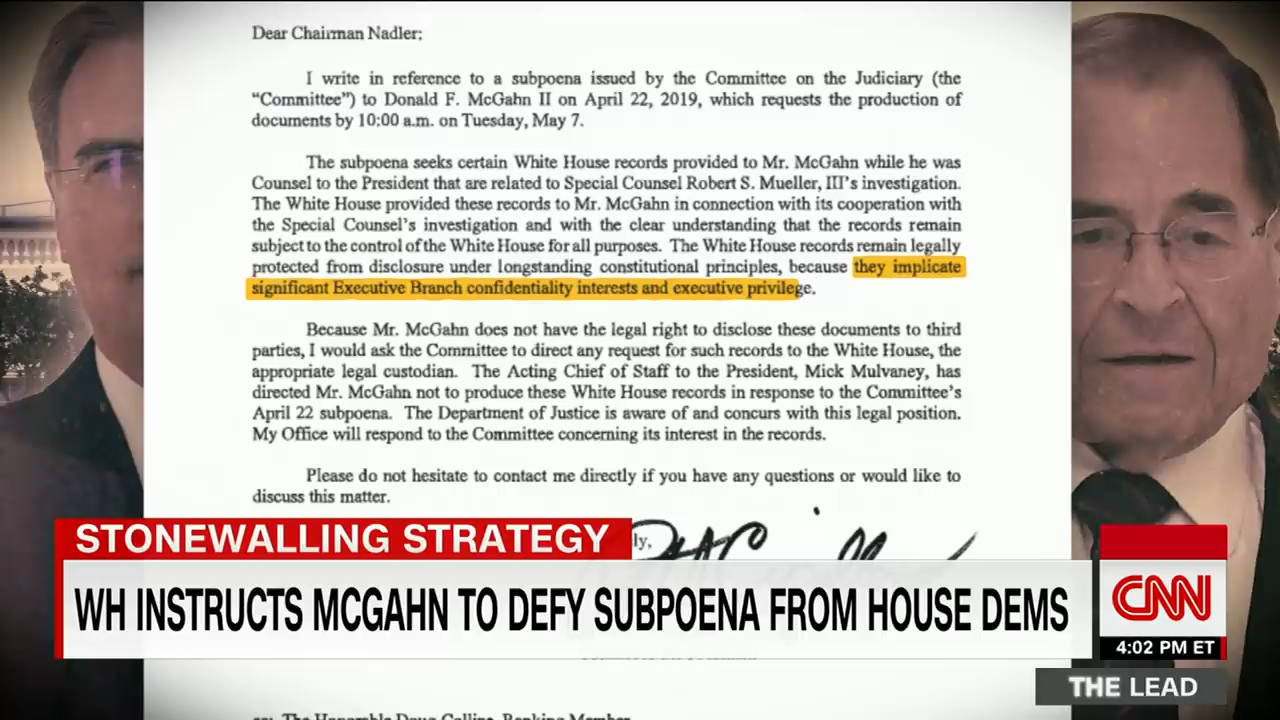 Dear Chairman Nadler:
I write in reference to a subpoena issued by the Committee on the Judiciary (the
“Committee”) to Donald F. McGahn II on April 22, 2019, which requests the production of
documents by 10:00 a.m. on Tuesday, May 7.
The subpoena seeks certain White House records provided to Mr. McGahn while he was
Counsel to the President that are related to Special Counsel Robert S. Mueller, III’s investigation.
The White House provided these records to Mr. McGahn in connection with its cooperation with
the Special Counsel’s investigation and with the clear understanding that the records remain
subject to the control of the White House for all purposes. The White House records remain legally
protected from disclosure under longstanding constitutional principles, because they implicate
significant Executive Branch confidentiality interests and executive privilege.
Because Mr. McGahn does not have the legal right to disclose these documents to third
parties, I would ask the Committee to direct any request for such records to the White House, the
appropriate legal custodian. The Acting Chief of Staff to the President, Mick Mulvaney, has
directed Mr. McGahn not to produce these White House records in response to the Committee’s
April 22 subpoena. The Department of Justice is aware of and concurs with this legal position.
My Office will respond to the Committee concerning its interest in the records.
Please do not hesitate to contact me directly if you have any questions or would like to
discuss this matter.
ly,
STONEWALLING STRATEGY
WH INSTRUCTS MCGAHN TO DEFY SUBPOENA FROM HOUSE DEMS
CNN
4:02 PM ET
THE LEAD